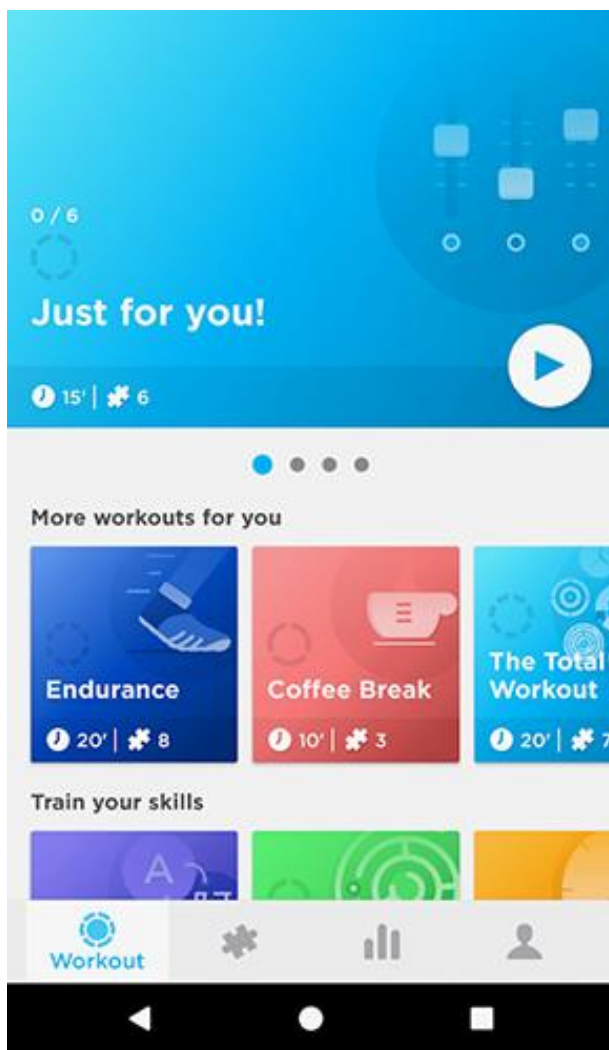 0 / 6
Just for you!
15' | 6
More workouts for you
Endurance
20' | 8
Coffee Break
10' | 3
The Total
Workout
20' | 7
Train your skills
A
Workout